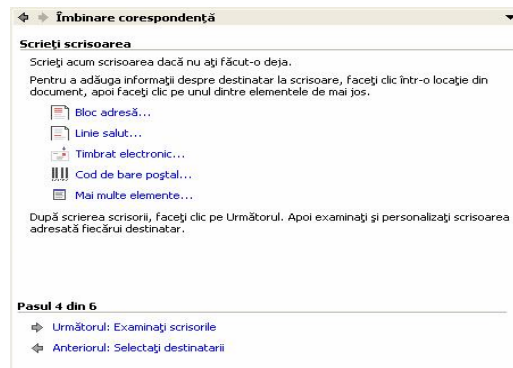 Îmbinare corespondență
Scrieți scrisoarea
Scrieți acum scrisoarea dacă nu ați făcut-o deja.
Pentru a adăuga informații despre destinatar la scrisoare, faceți clic într-o locație din
document, apoi faceți clic pe unul dintre elementele de mai jos.
Bloc adresă...
Linie salut...
Timbrat electronic...
Cod de bare poștal...
Mai multe elemente...
După scrierea scrisorii, faceți clic pe Următorul. Apoi examinați și personalizați scrisoarea
adresată fiecărui destinatar.
Pasul 4 din 6
Următorul: Examinați scrisorile
Anteriorul: Selectați destinatarii